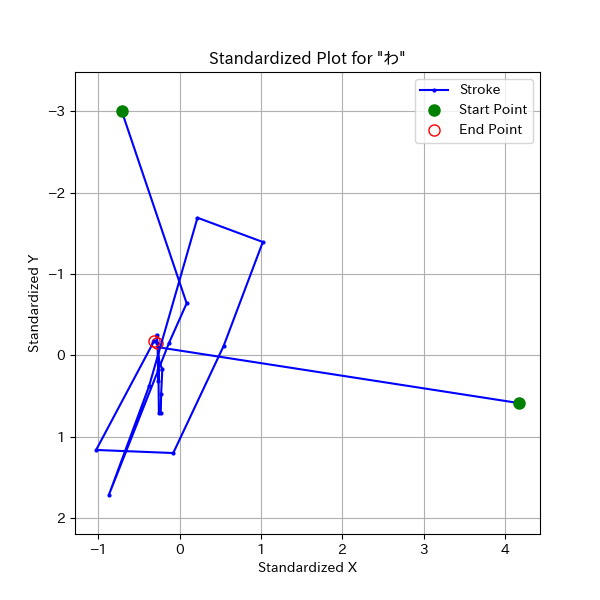 Standardized Plot for "わ"
Stroke
Start Point
End Point
Standardized Y
−3
−2
−1
0
1
2
−1 0 1 2 3 4
Standardized X